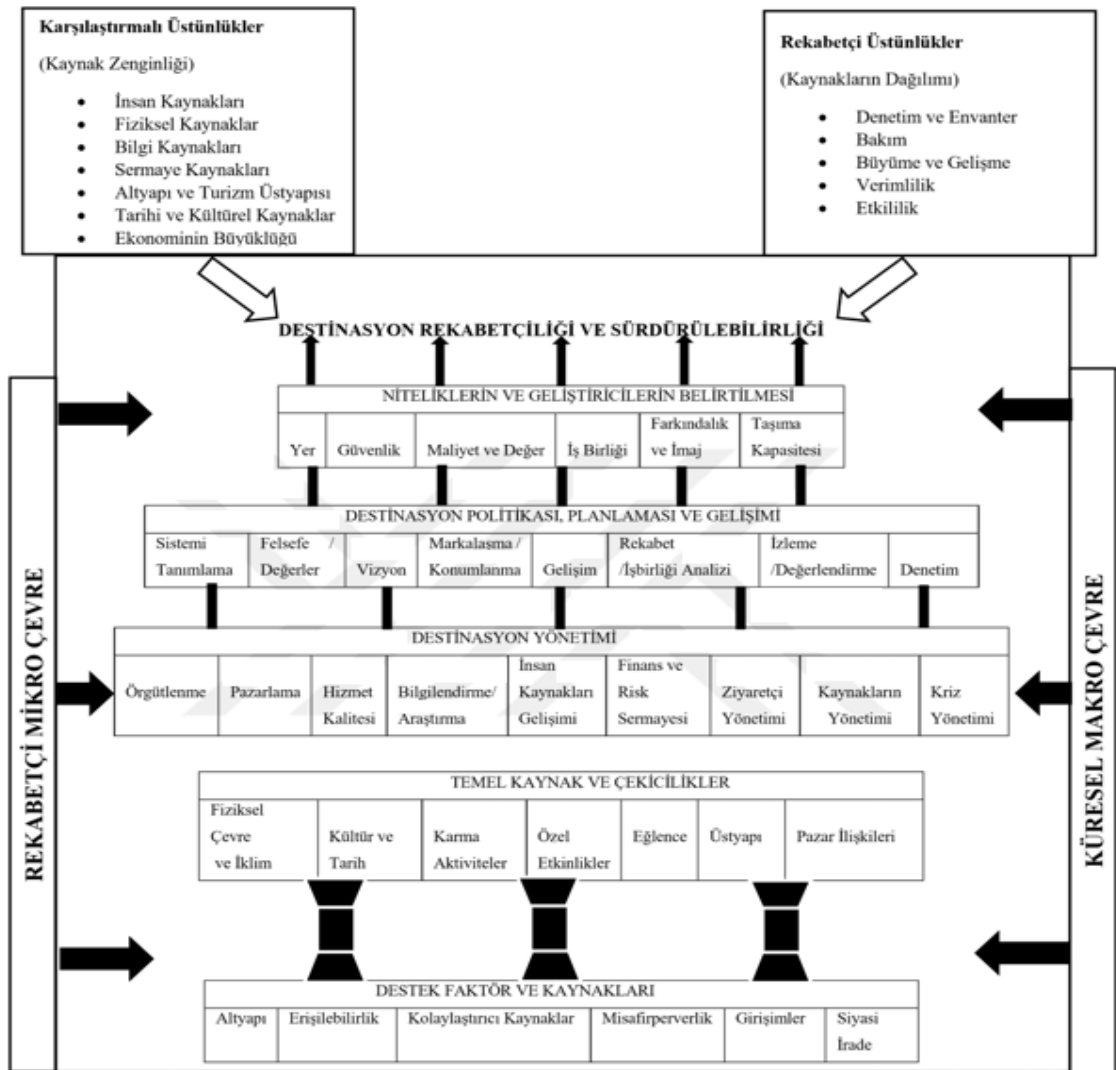 Karşılaştırmalı Üstünlükler
(Kaynak Zenginliği)
• İnsan Kaynakları
• Fiziksel Kaynaklar
• Bilgi Kaynakları
• Sermaye Kaynakları
• Altyapı ve Turizm Üstyapısı
• Tarihi ve Kültürel Kaynaklar
• Ekonominin Büyüklüğü
Rekabetçi Üstünlükler
(Kaynakların Dağılımı)
• Denetim ve Envanter
• Bakım
• Büyüme ve Gelişme
• Verimlilik
• Etkililik
DESTİNASYON REKABETÇİLİĞİ VE SÜRDÜRÜLEBİLİRLİĞİ
REKABETÇİ MİKRO ÇEVRE
KÜRESEL MAKRO ÇEVRE
NİTELİKLERİN VE GELİŞTİRİCİLERİN BELİRTİLMESİ
Yer
Güvenlik
Maliyet ve Değer
İş Birliği
Farkındalık
ve İmaj
Taşıma
Kapasitesi
DESTİNASYON POLİTİKASI, PLANLAMASI VE GELİŞİMİ
Sistemi
Tanımlama
Felsefe /
Değerler
Vizyon
Markalaşma /
Konumlanma
Gelişim
Rekabet
/İşbirliği Analizi
İzleme
/Değerlendirme
Denetim
DESTİNASYON YÖNETİMİ
Örgütlenme
Pazarlama
Hizmet
Kalitesi
Bilgilendirme/
Araştırma
İnsan
Kaynakları
Gelişimi
Finans ve
Risk
Sermayesi
Ziyaretçi
Yönetimi
Kaynakların
Yönetimi
Kriz
Yönetimi
TEMEL KAYNAK VE ÇEKİCİLİKLER
Fiziksel
Çevre
ve İklim
Kültür ve
Tarih
Karma
Aktiviteler
Özel
Etkinlikler
Eğlence
Üstyapı
Pazar İlişkileri
DESTEK FAKTÖR VE KAYNAKLARI
Altyapı
Erişilebilirlik
Kolaylaştırıcı Kaynaklar
Misafirperverlik
Girişimler
Siyasi
İrade